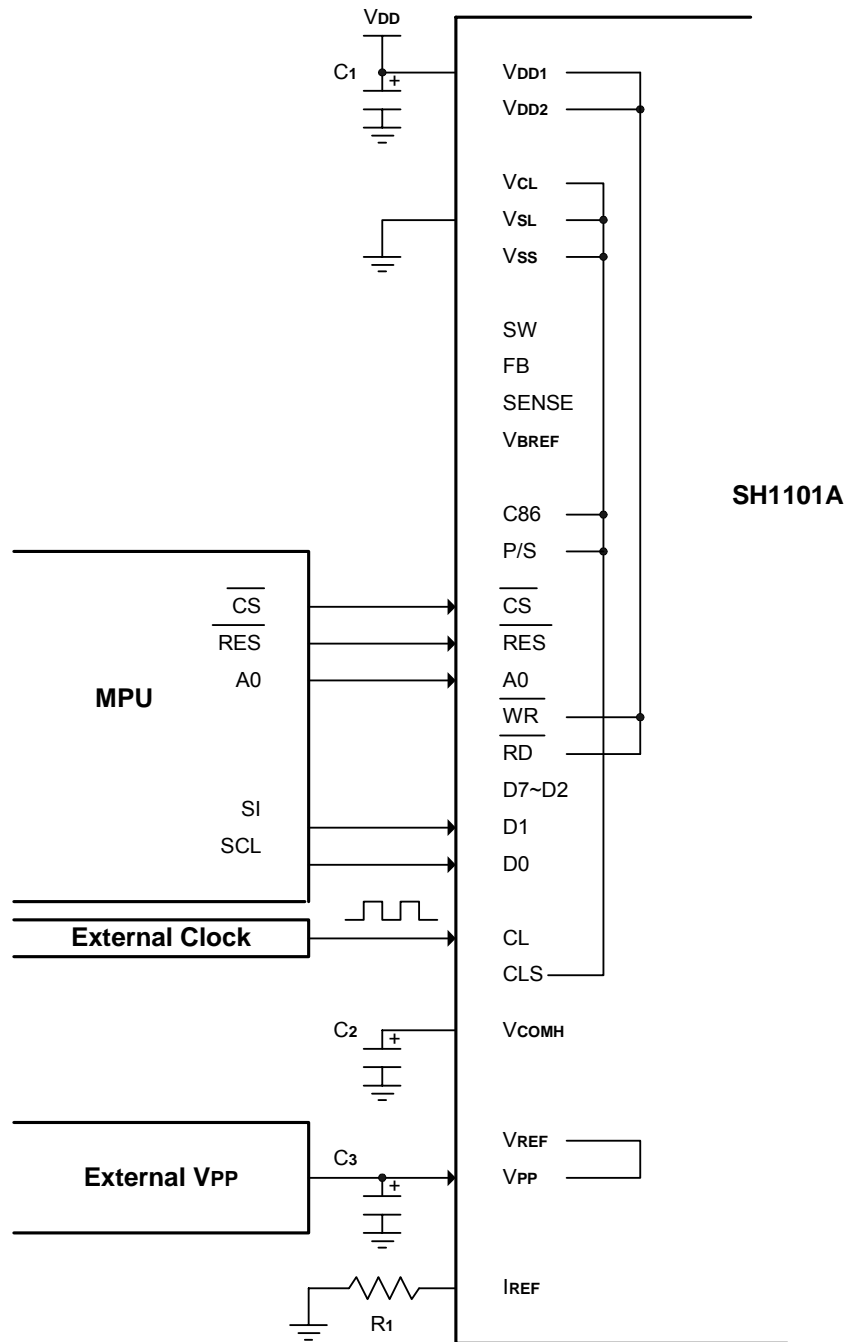 VDD
C1
+
VDD1
VDD2
VCL
VSL
VSS
SW
FB
SENSE
VBREF
SH1101A
C86
P/S
MPU
CS
RES
A0
SI
SCL
CS
RES
A0
WR
RD
D7~D2
D1
D0
External Clock
CL
CLS
C2
+
VCOMH
External VPP
C3
+
VREF
VPP
R1
IREF